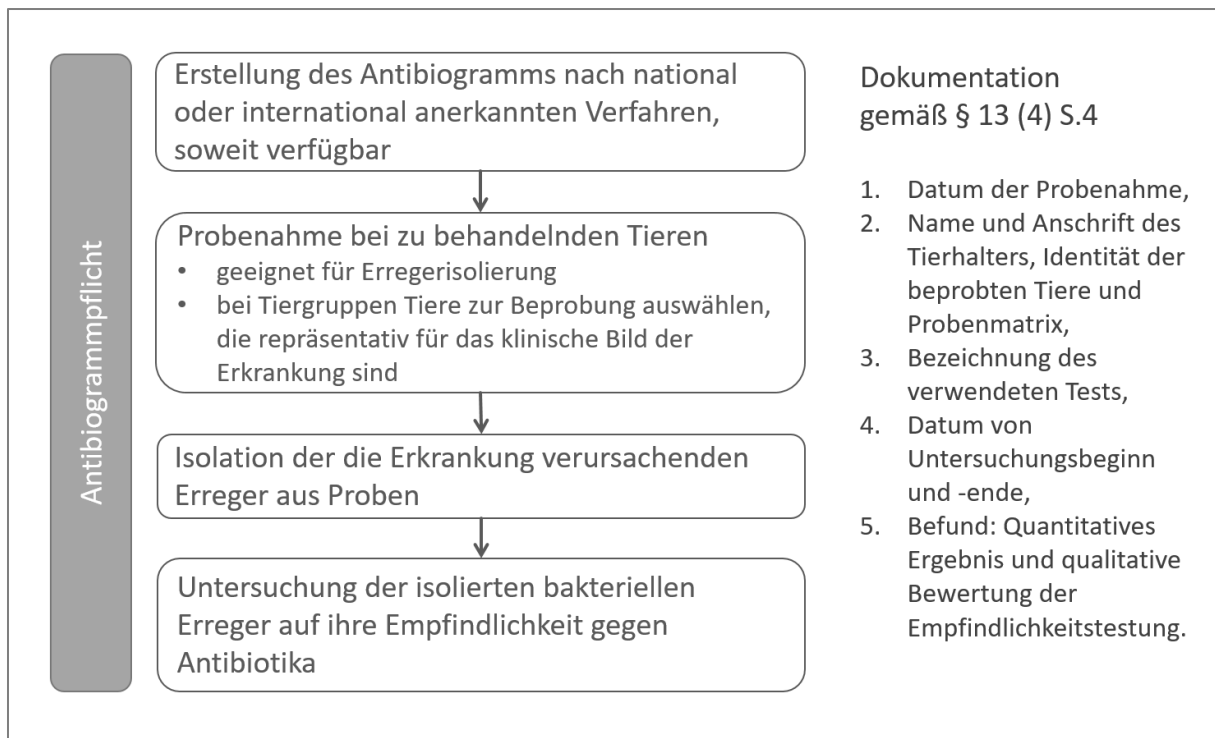 Antibiogrammpflicht
Erstellung des Antibiogramms nach national
oder international anerkannten Verfahren,
soweit verfügbar
Probenahme bei zu behandelnden Tieren
• geeignet für Erregerisolierung
• bei Tiergruppen Tiere zur Beprobung auswählen,
die repräsentativ für das klinische Bild der
Erkrankung sind
Isolation der die Erkrankung verursachenden
Erreger aus Proben
Untersuchung der isolierten bakteriellen
Erreger auf ihre Empfindlichkeit gegen
Antibiotika
Dokumentation
gemäß § 13 (4) S.4
1. Datum der Probenahme,
2. Name und Anschrift des
Tierhalters, Identität der
beprobten Tiere und
Probenmatrix,
3. Bezeichnung des
verwendeten Tests,
4. Datum von
Untersuchungsbeginn
und -ende,
5. Befund: Quantitatives
Ergebnis und qualitative
Bewertung der
Empfindlichkeitstestung.